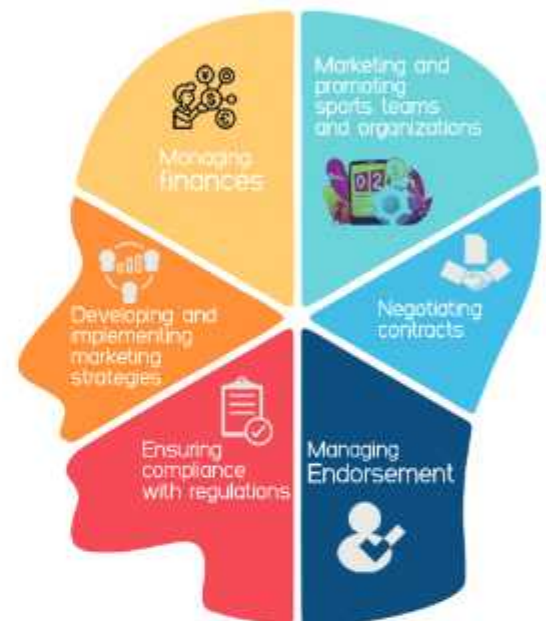 Managing
finances
Marketing and
promoting
sports teams
and organizations
02
Developing and
implementing
marketing
strategies
Negotiating
contracts
Ensuring
compliance
with regulations
Managing
Endorsement